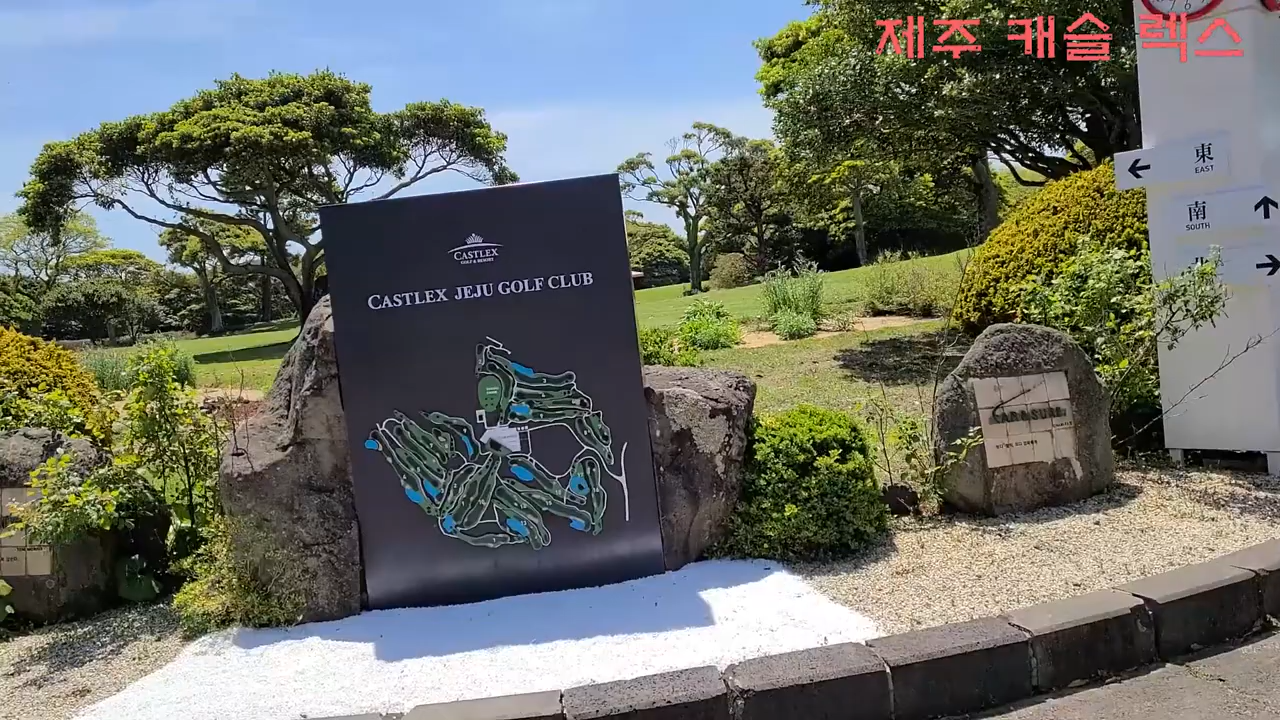 제주 캐슬 렉스
CASTLEX
GOLF & RESORT
CASTLEX JEJU GOLF CLUB
東
EAST
南
SOUTH